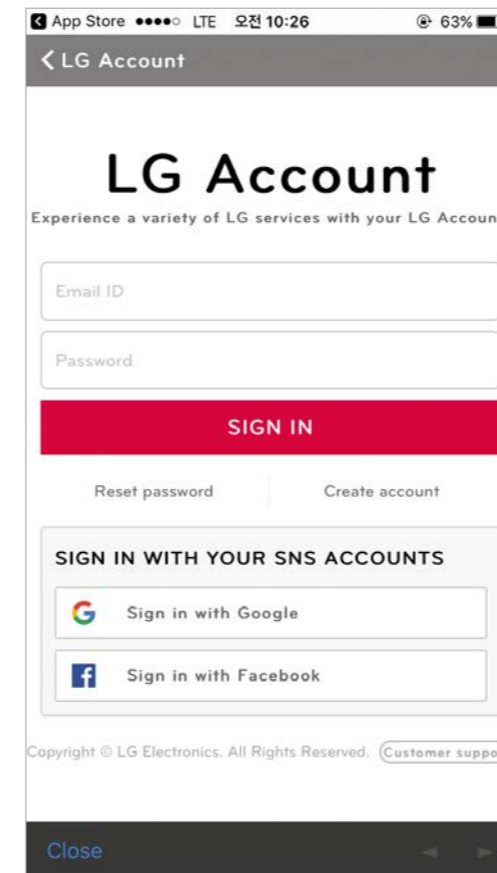 App Store LTE 오전 10:26 63%
LG Account
LG Account
Experience a variety of LG services with your LG Accoun
Email ID
Password
SIGN IN
Reset password Create account
SIGN IN WITH YOUR SNS ACCOUNTS
Sign in with Google
Sign in with Facebook
Copyright © LG Electronics. All Rights Reserved. Customer suppo
Close